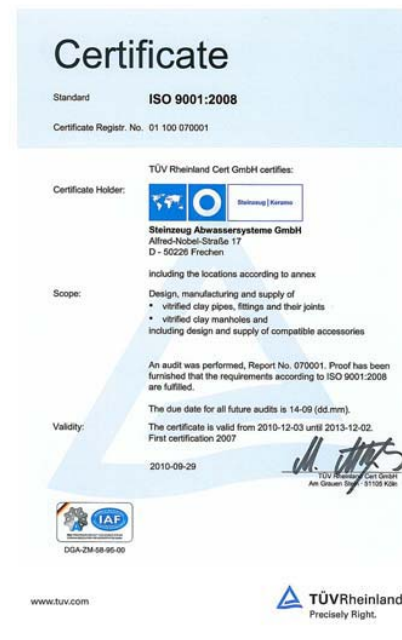 Certificate
Standard ISO 9001:2008
Certificate Registr. No. 01 100 070001
TÜV Rheinland Cert GmbH certifies:
Certificate Holder:
Steinzeug | Keramo
Steinzeug Abwassersysteme GmbH
Alfred-Nobel-Straße 17
D - 50226 Frechen
including the locations according to annex
Scope: Design, manufacturing and supply of
• vitrified clay pipes, fittings and their joints
• vitrified clay manholes and
including design and supply of compatible accessories
An audit was performed, Report No. 070001. Proof has been
furnished that the requirements according to ISO 9001:2008
are fulfilled.
The due date for all future audits is 14-09 (dd.mm).
Validity: The certificate is valid from 2010-12-03 until 2013-12-02.
First certification 2007
2010-09-29
TÜV Rheinland Cert GmbH
Am Grauen Stein · 51105 Köln
IAF
DGA-ZM-58-95-00
www.tuv.com
TÜVRheinland
Precisely Right.